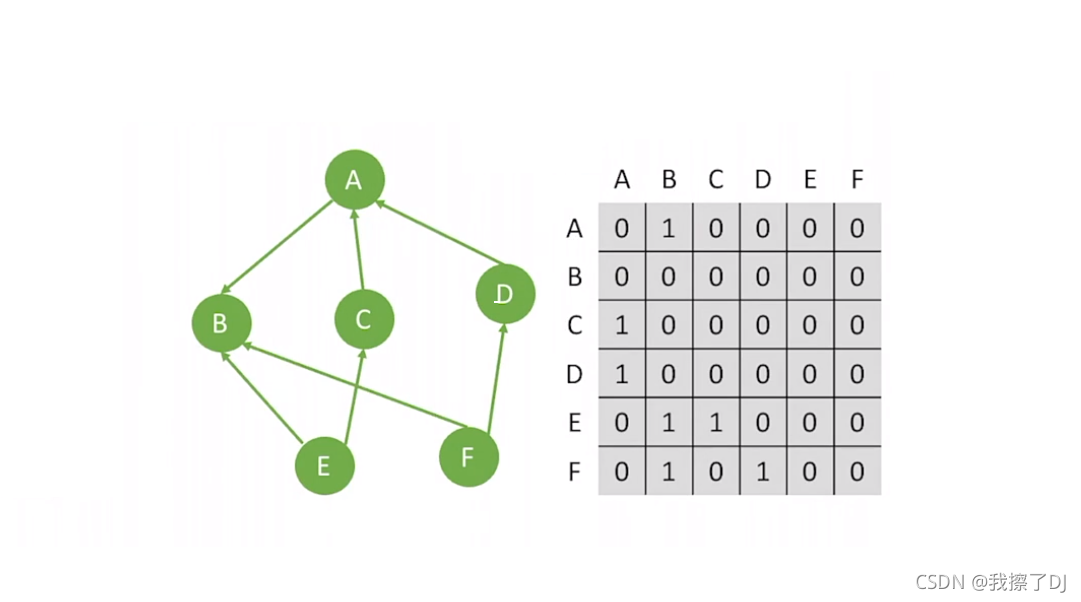 A
B
C
D
E
F
A B C D E F
A 0 1 0 0 0 0
B 0 0 0 0 0 0
C 1 0 0 0 0 0
D 1 0 0 0 0 0
E 0 1 1 0 0 0
F 0 1 0 1 0 0
CSDN @我擦了DJ